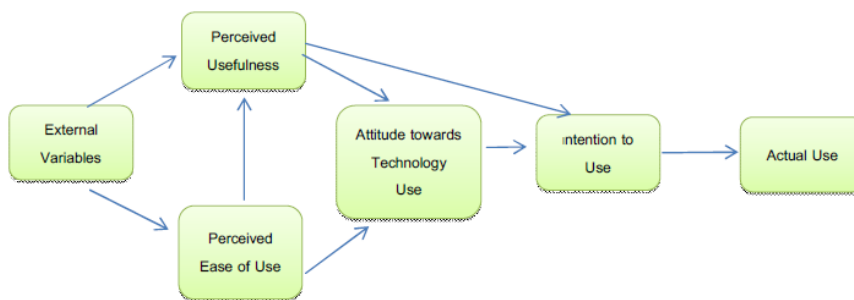 Perceived
Usefulness
External
Variables
Attitude towards
Technology
Use
Intention to
Use
Actual Use
Perceived
Ease of Use